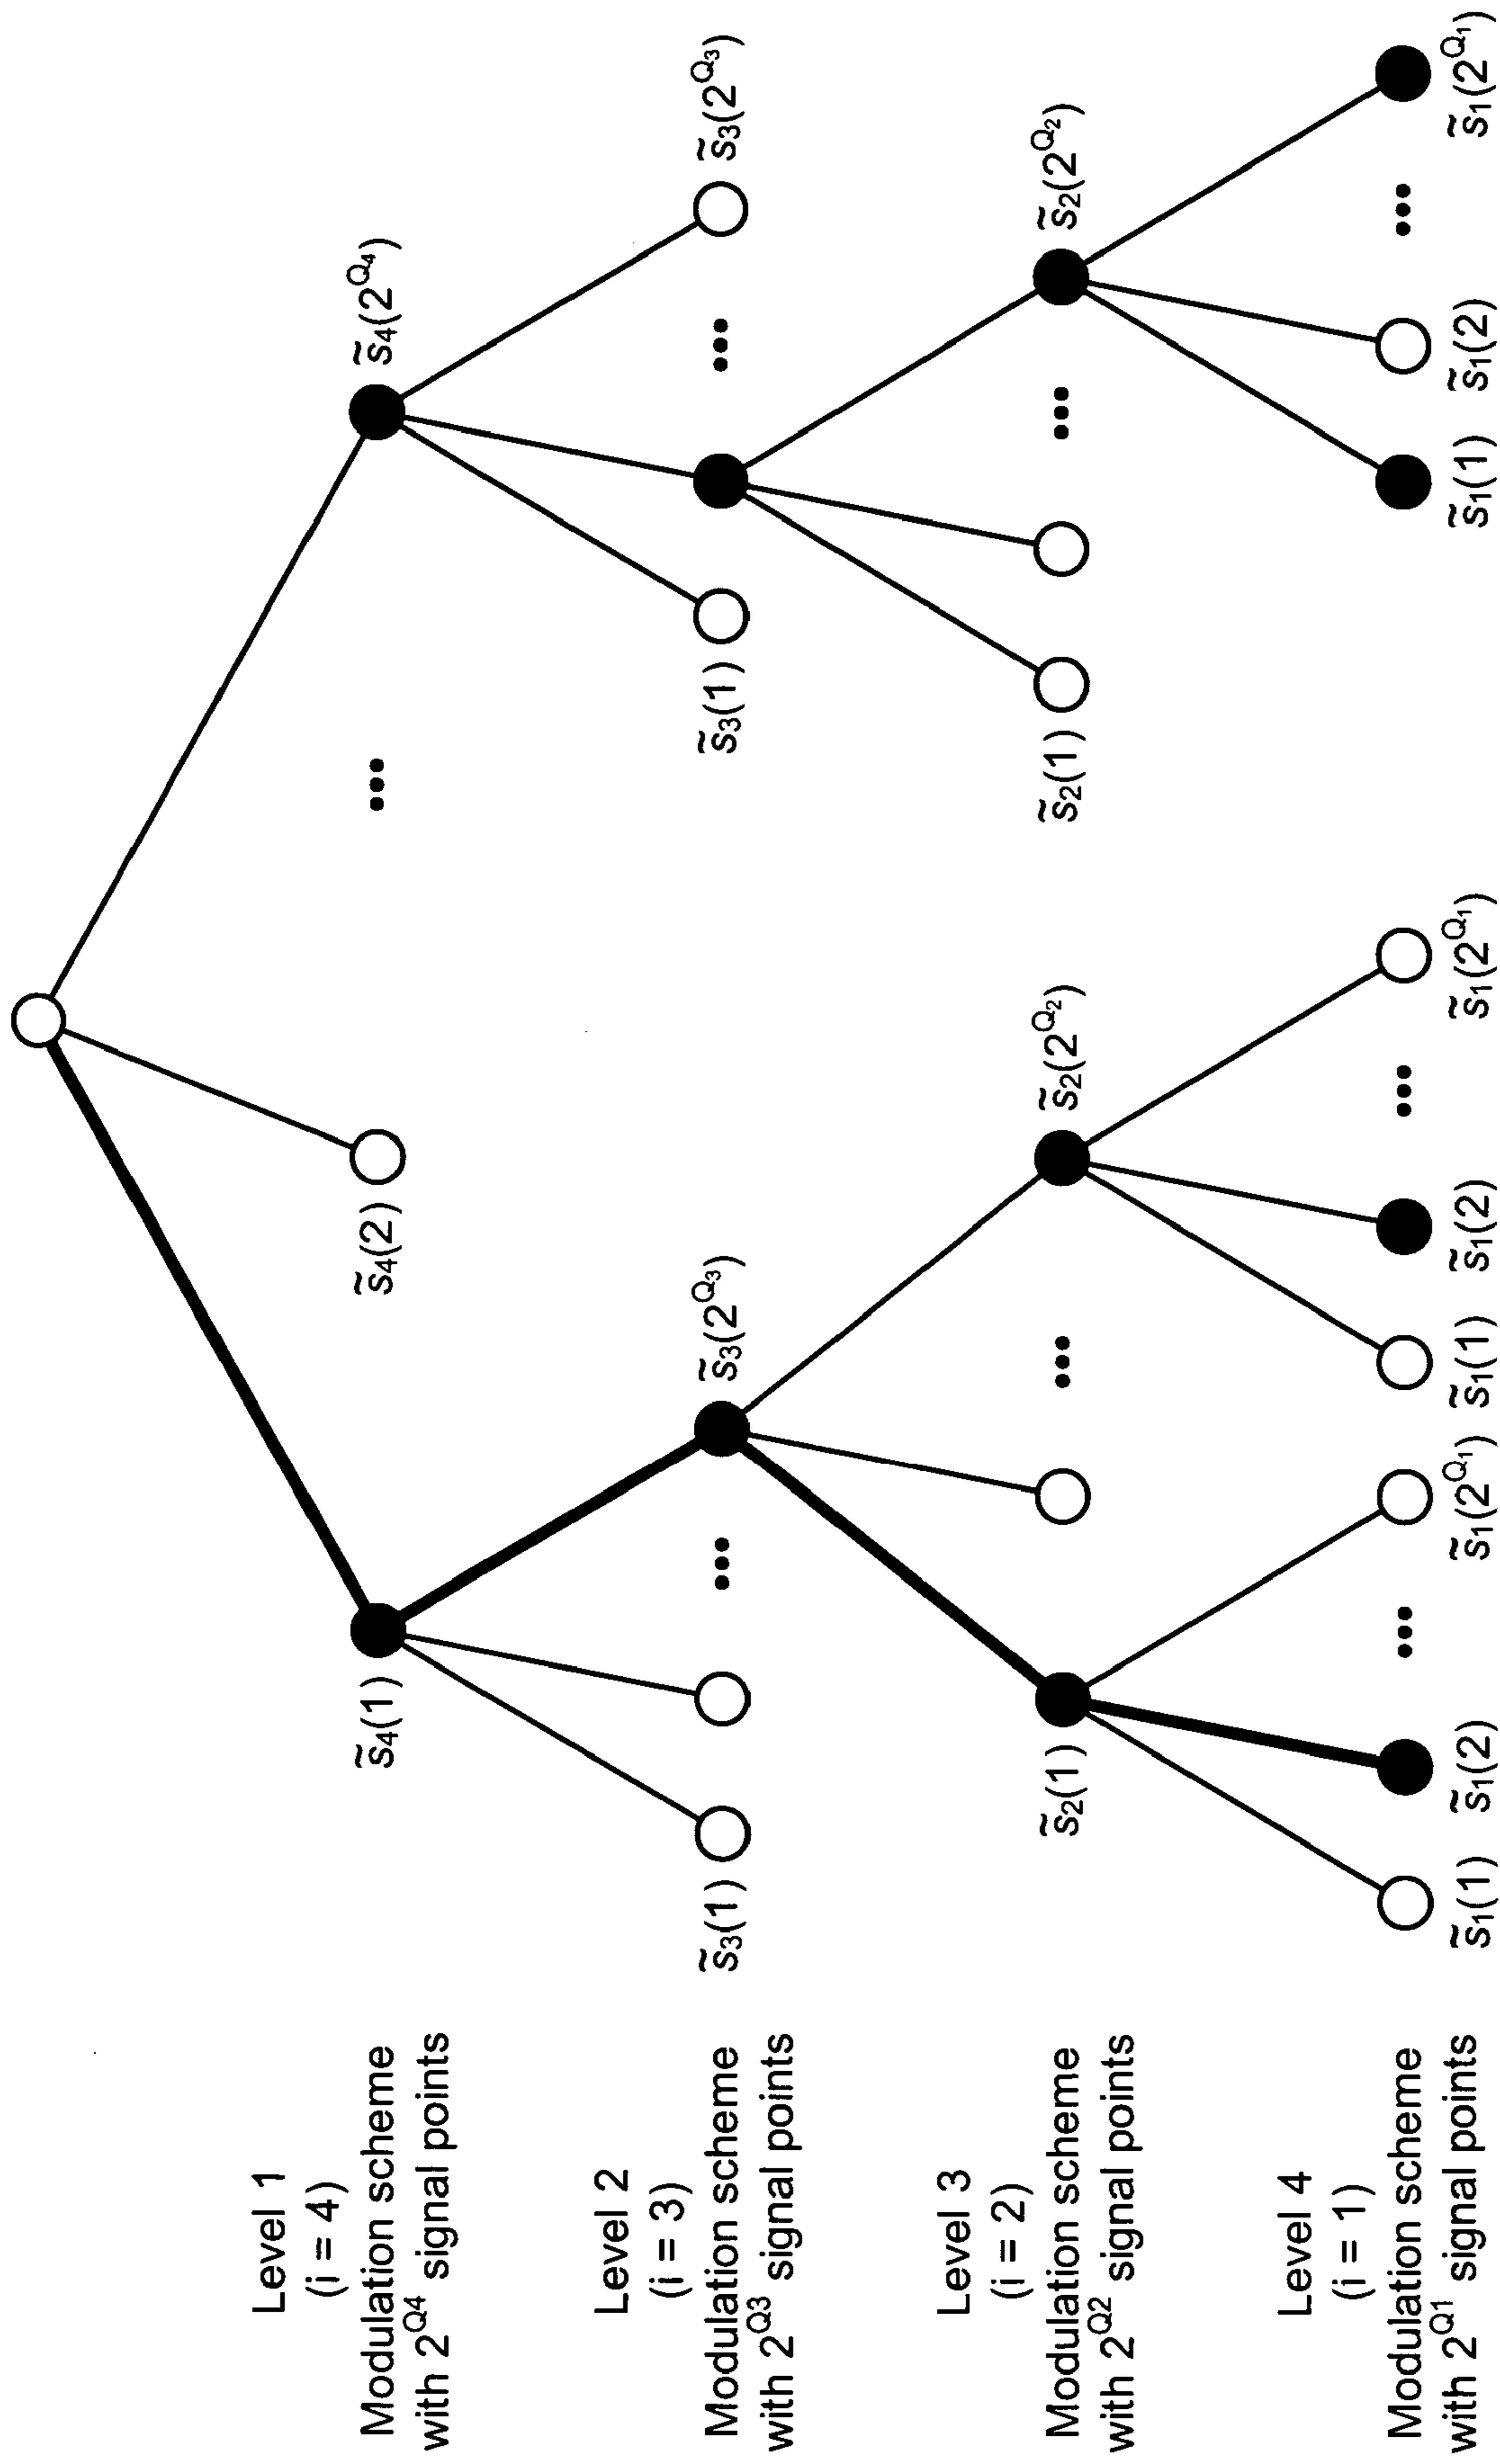 Level 1
(i = 4)
Modulation scheme
with 2^Q4 signal points
s̃₄(1)
s̃₄(2)
•••
s̃₄(2^Q₄)
Level 2
(i = 3)
Modulation scheme
with 2^Q3 signal points
s̃₃(1)
•••
s̃₃(2^Q₃)
s̃₃(1)
•••
s̃₃(2^Q₃)
Level 3
(i = 2)
Modulation scheme
with 2^Q2 signal points
s̃₂(1)
•••
s̃₂(2^Q₂)
s̃₂(1)
•••
s̃₂(2^Q₂)
Level 4
(i = 1)
Modulation scheme
with 2^Q1 signal points
s̃₁(1)
s̃₁(2)
•••
s̃₁(2^Q₁)
s̃₁(1)
s̃₁(2)
•••
s̃₁(2^Q₁)
s̃₁(1)
s̃₁(2)
•••
s̃₁(2^Q₁)